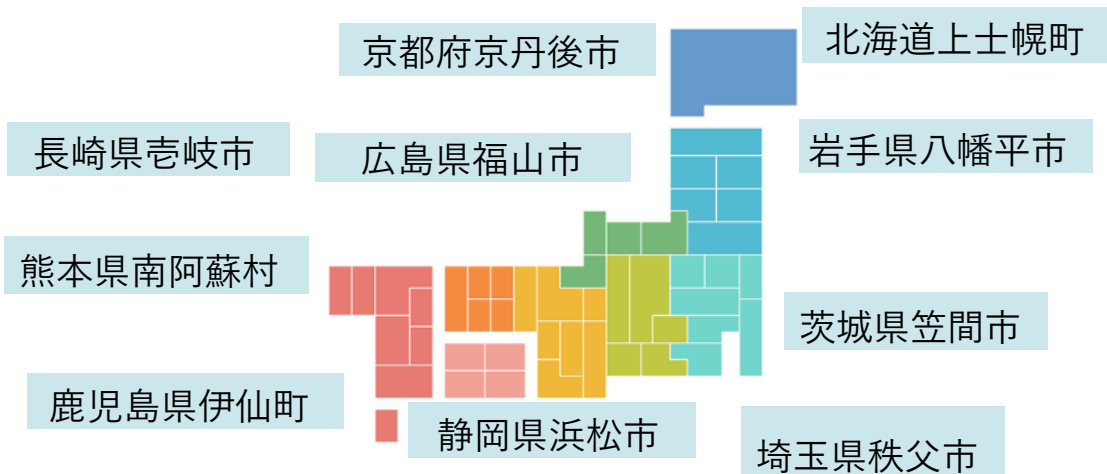 京都府京丹後市
北海道上士幌町
長崎県壱岐市
広島県福山市
岩手県八幡平市
熊本県南阿蘇村
茨城県笠間市
鹿児島県伊仙町
静岡県浜松市
埼玉県秩父市